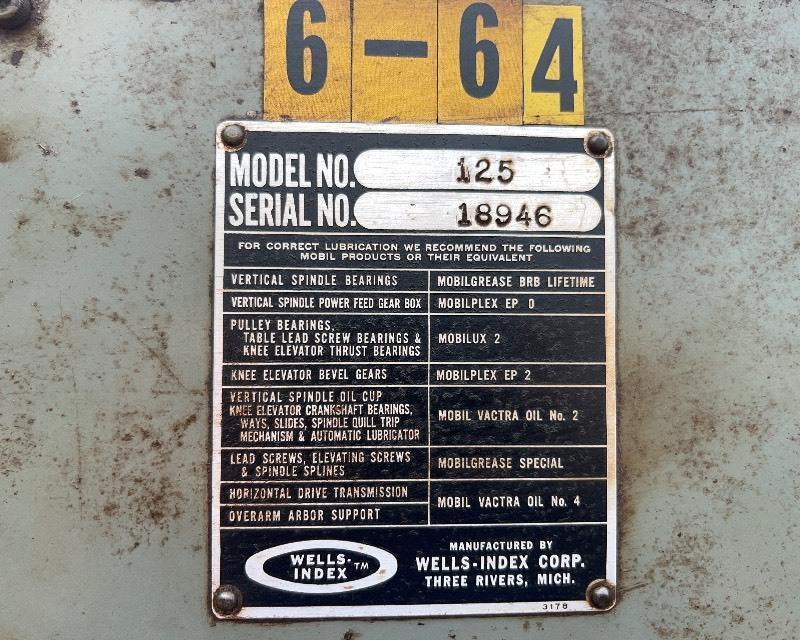 6-64
MODEL NO. 125
SERIAL NO. 18946
FOR CORRECT LUBRICATION WE RECOMMEND THE FOLLOWING
MOBIL PRODUCTS OR THEIR EQUIVALENT
VERTICAL SPINDLE BEARINGS MOBILGREASE BRB LIFETIME
VERTICAL SPINDLE POWER FEED GEAR BOX MOBILPLEX EP 0
PULLEY BEARINGS,
TABLE LEAD SCREW BEARINGS &
KNEE ELEVATOR THRUST BEARINGS
MOBILUX 2
KNEE ELEVATOR BEVEL GEARS MOBILPLEX EP 2
VERTICAL SPINDLE OIL CUP
KNEE ELEVATOR CRANKSHAFT BEARINGS,
WAYS, SLIDES, SPINDLE QUILL TRIP
MECHANISM & AUTOMATIC LUBRICATOR
MOBIL VACTRA OIL No. 2
LEAD SCREWS, ELEVATING SCREWS
& SPINDLE SPLINES
MOBILGREASE SPECIAL
HORIZONTAL DRIVE TRANSMISSION
OVERARM ARBOR SUPPORT
MOBIL VACTRA OIL No. 4
WELLS-
INDEX TM
MANUFACTURED BY
WELLS-INDEX CORP.
THREE RIVERS, MICH.
3178